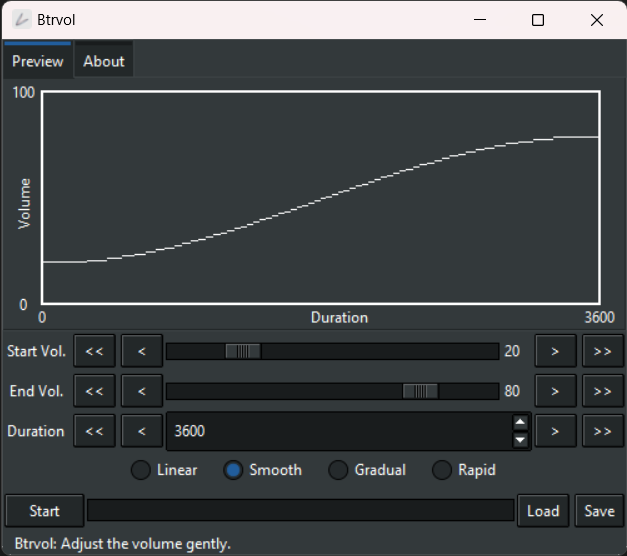 Btrvol
Preview About
100
Volume
0
0 Duration 3600
Start Vol. << < 20 > >>
End Vol. << < 80 > >>
Duration << < 3600 > >>
Linear Smooth Gradual Rapid
Start Load Save
Btrvol: Adjust the volume gently.